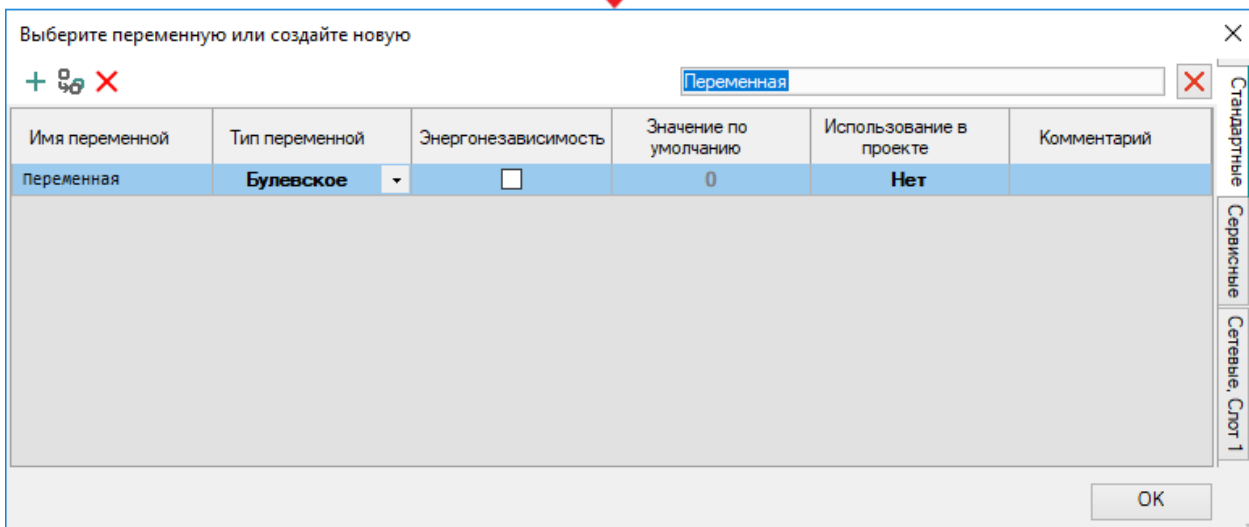 Выберите переменную или создайте новую
Переменная
Имя переменной
Тип переменной
Энергонезависимость
Значение по
умолчанию
Использование в
проекте
Комментарий
Переменная
Булевское
0
Нет
Стандартные
Сервисные
Сетевые, Слот 1
OK